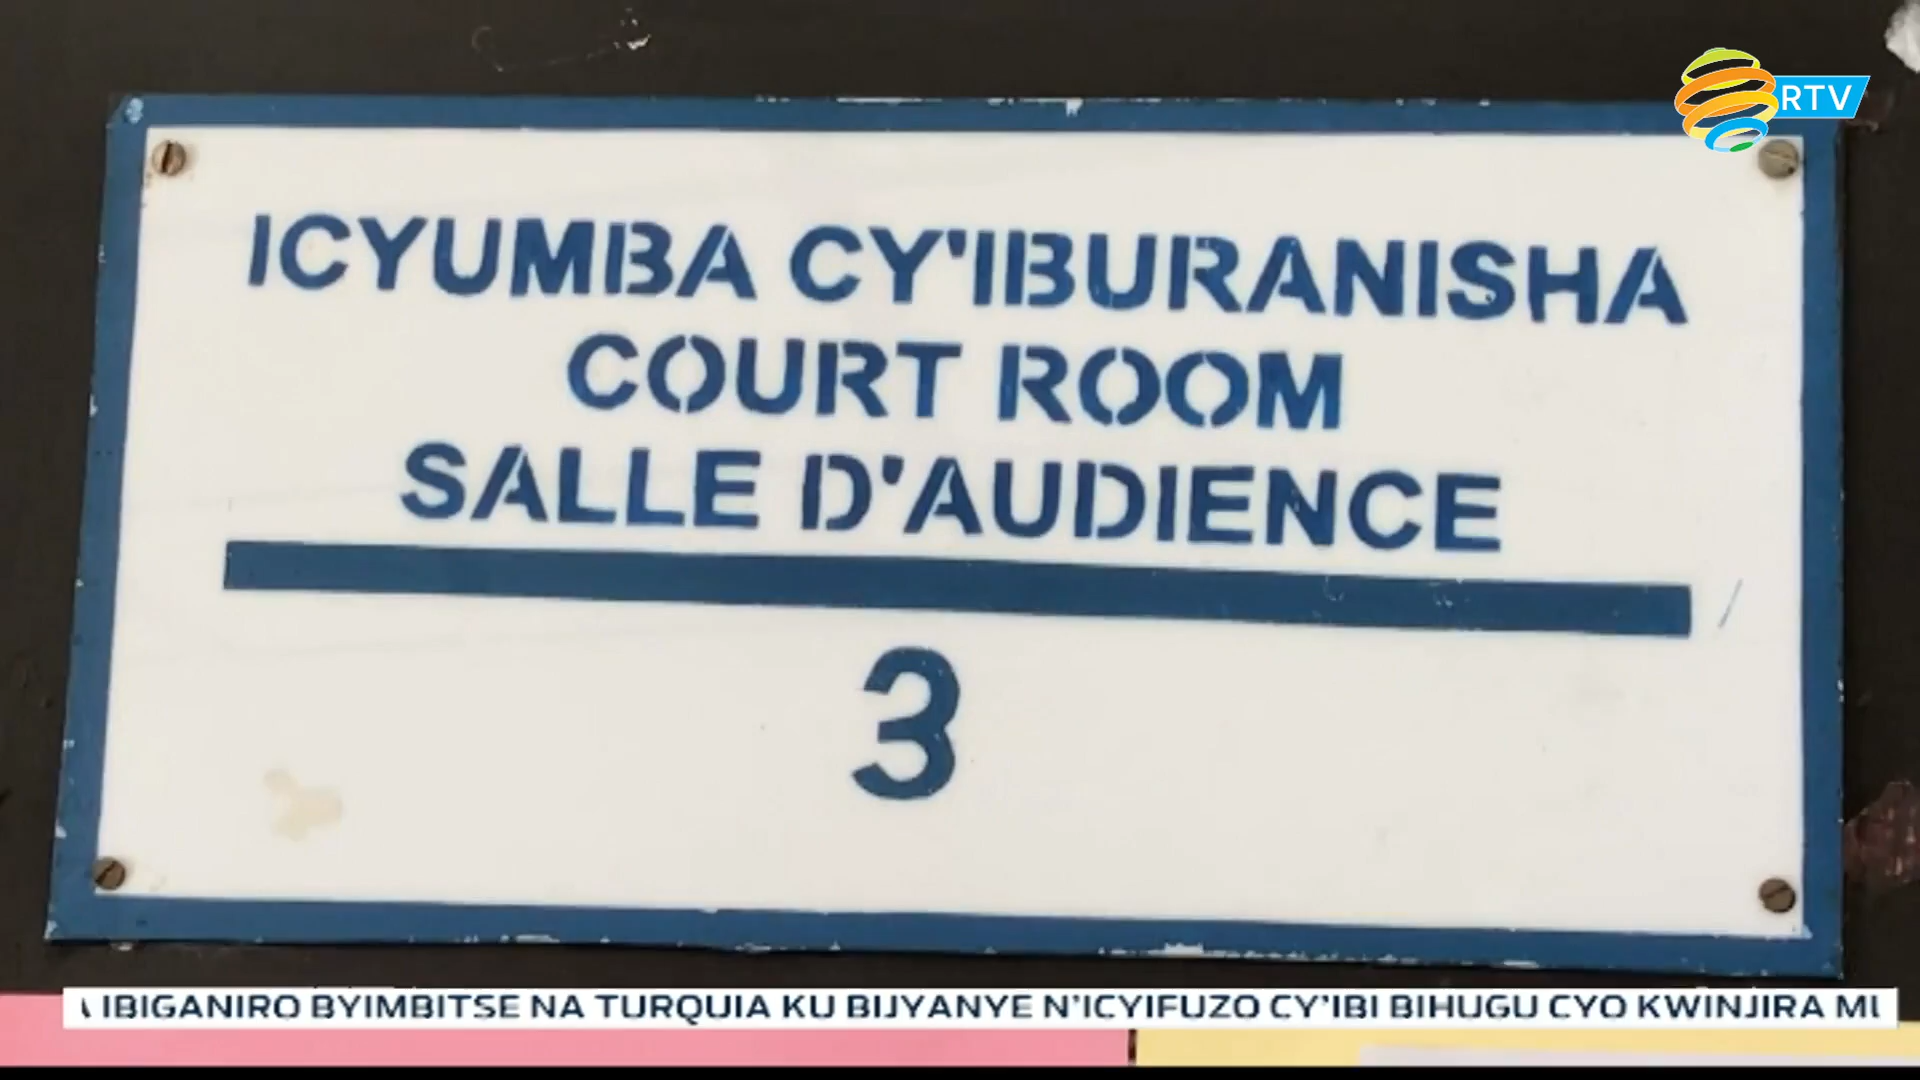 RTV
ICYUMBA CY'IBURANISHA
COURT ROOM
SALLE D'AUDIENCE
3
IBIGANIRO BYIMBITSE NA TURQUIA KU BIJYANYE N'ICYIFUZO CY'IBI BIHUGU CYO KWINJIRA